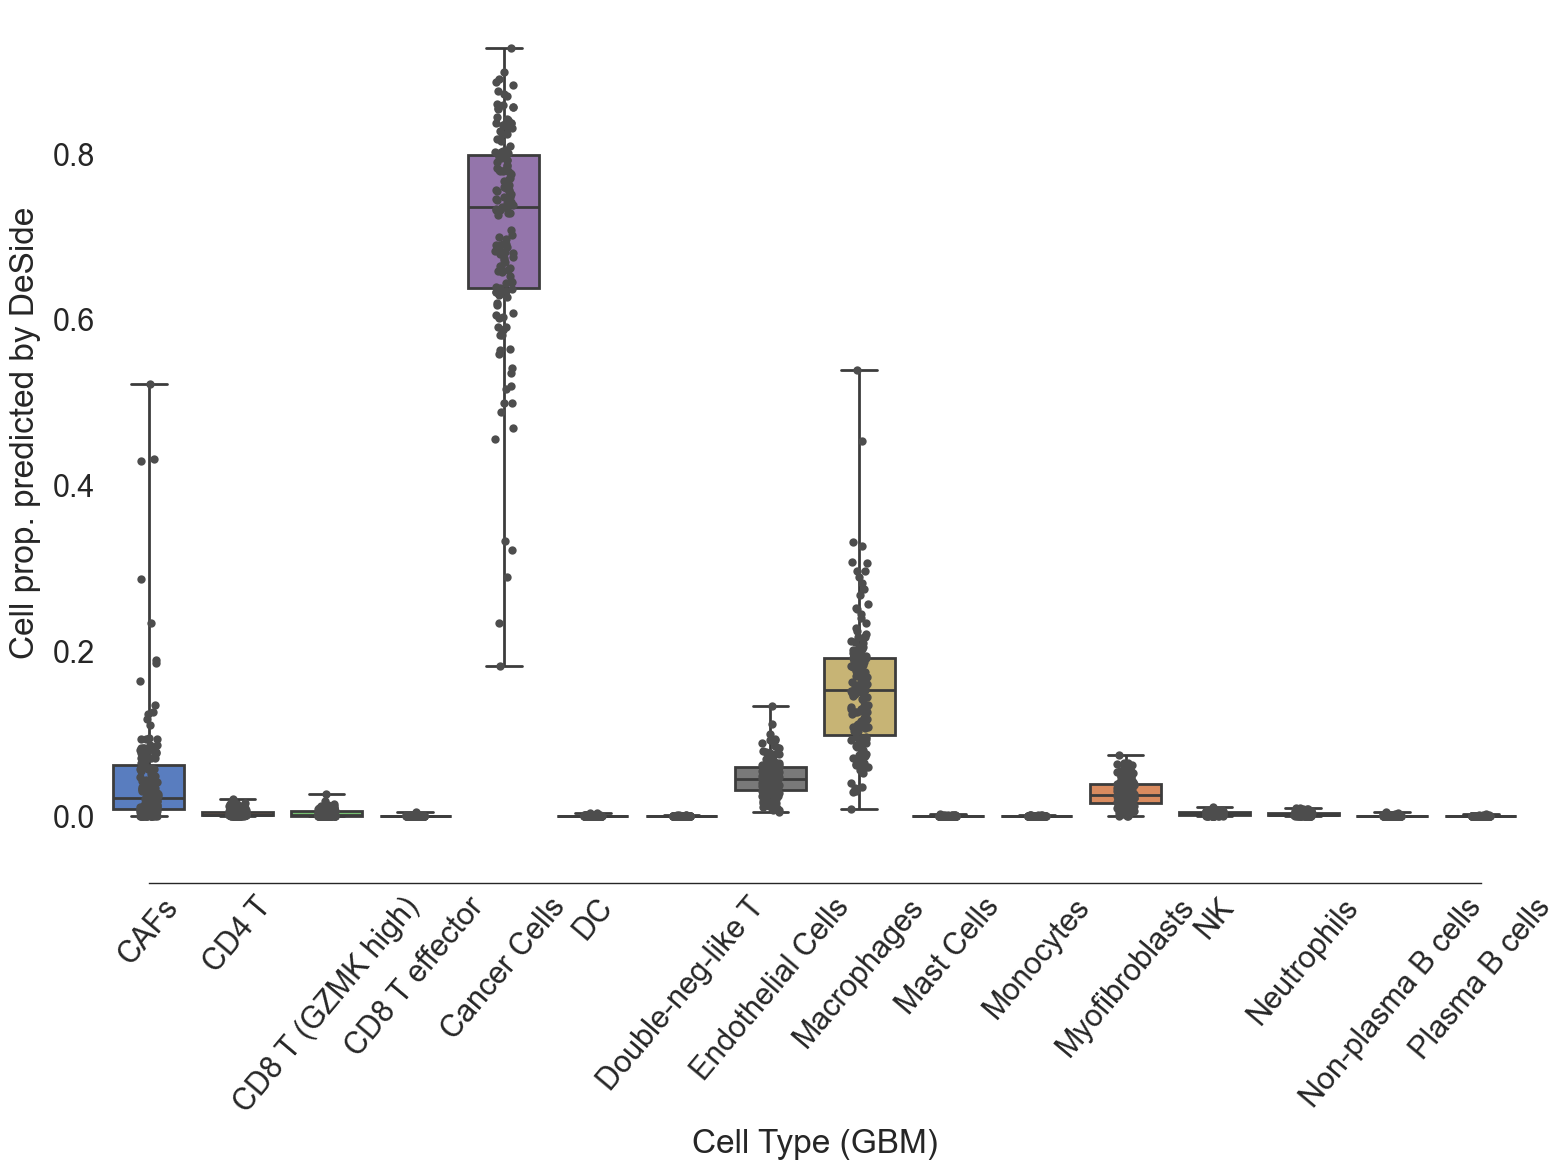 Cell prop. predicted by DeSide
0.8
0.6
0.4
0.2
0.0
CAFs
CD4 T
CD8 T (GZMK high)
CD8 T effector
Cancer Cells
DC
Double-neg-like T
Endothelial Cells
Macrophages
Mast Cells
Monocytes
Myofibroblasts
NK
Neutrophils
Non-plasma B cells
Plasma B cells
Cell Type (GBM)